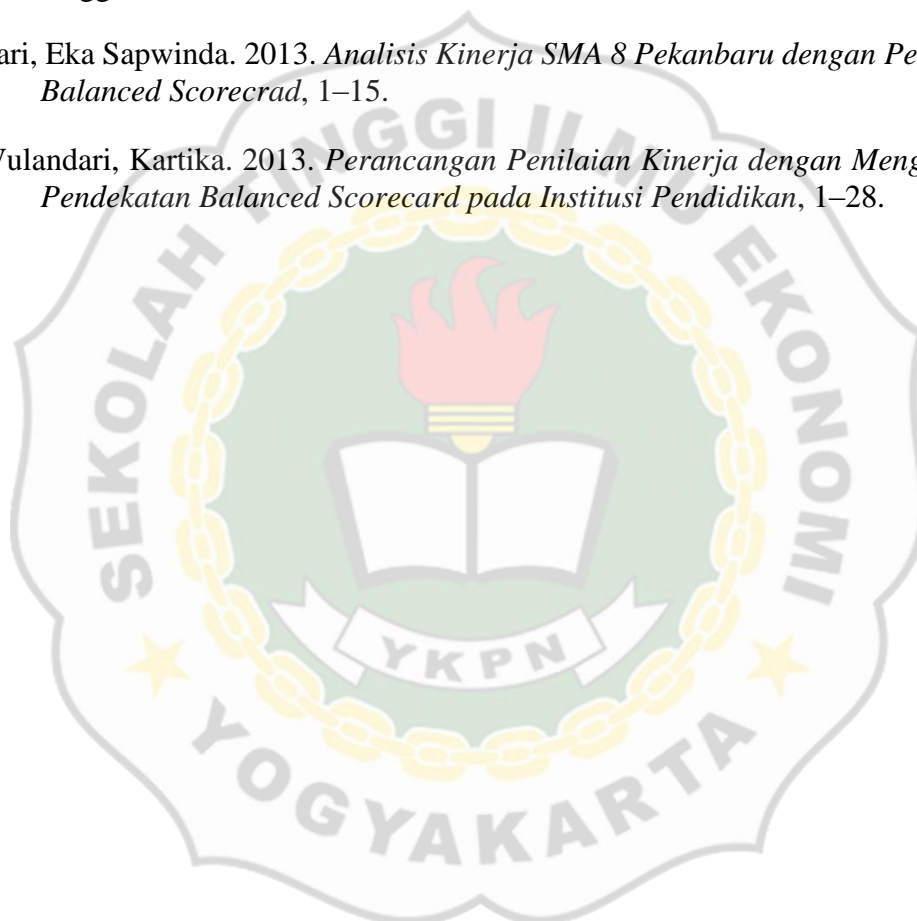 ari, Eka Sapwinda. 2013. Analisis Kinerja SMA 8 Pekanbaru dengan Pe
Balanced Scorecrad, 1–15.
Vulandari, Kartika. 2013. Perancangan Penilaian Kinerja dengan Meng
Pendekatan Balanced Scorecard pada Institusi Pendidikan, 1–28.
SEKOLAH TINGGI ILMU EKONOMI
YKPN
YOGYAKARTA